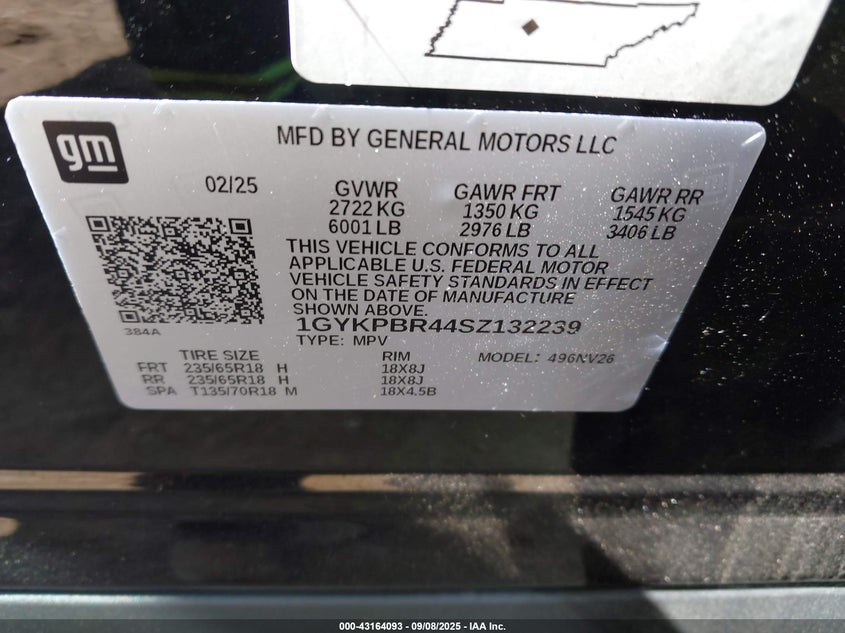 gm
MFD BY GENERAL MOTORS LLC
02/25 GVWR GAWR FRT GAWR RR
2722 KG 1350 KG 1545 KG
6001 LB 2976 LB 3406 LB
THIS VEHICLE CONFORMS TO ALL
APPLICABLE U.S. FEDERAL MOTOR
VEHICLE SAFETY STANDARDS IN EFFECT
ON THE DATE OF MANUFACTURE
SHOWN ABOVE.
384A
1GYKPBR44SZ132239
TYPE: MPV MODEL: 496NV26
TIRE SIZE RIM
FRT 235/65R18 H 18X8J
RR 235/65R18 H 18X8J
SPA T135/70R18 M 18X4.5B
000-43164093 - 09/08/2025 - IAA Inc.